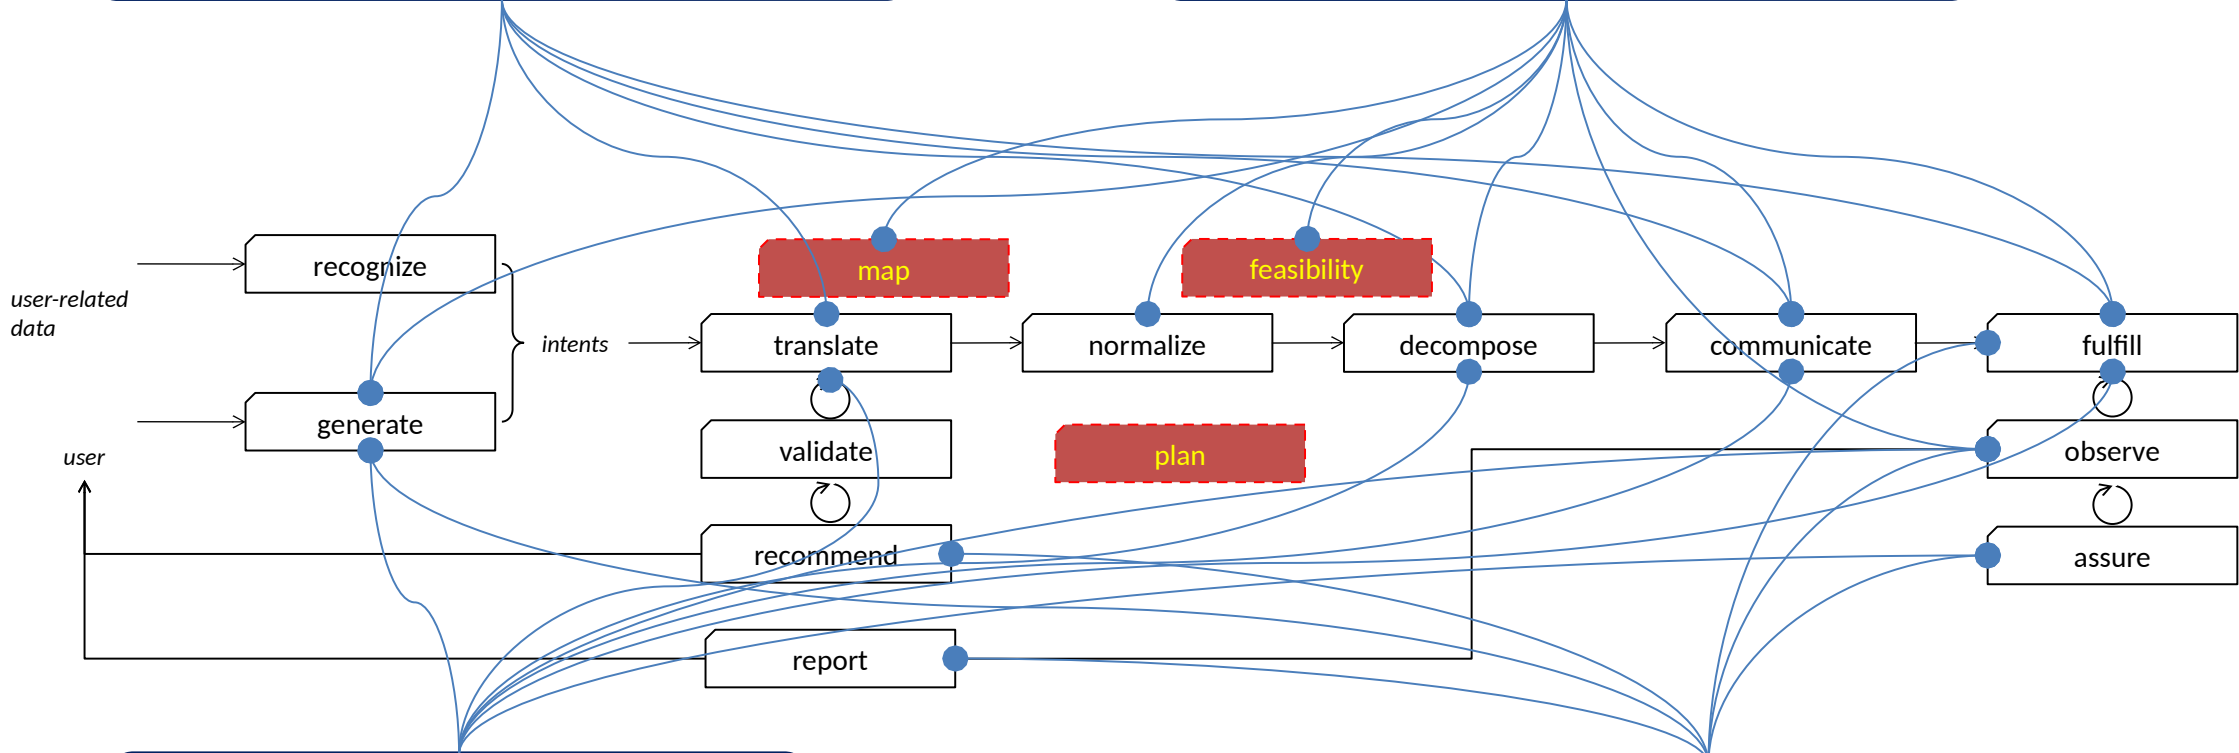 recognize
map
feasibility
user-related
data
intents
translate
normalize
decompose
communicate
fulfill
generate
user
validate
plan
observe
recommend
assure
report